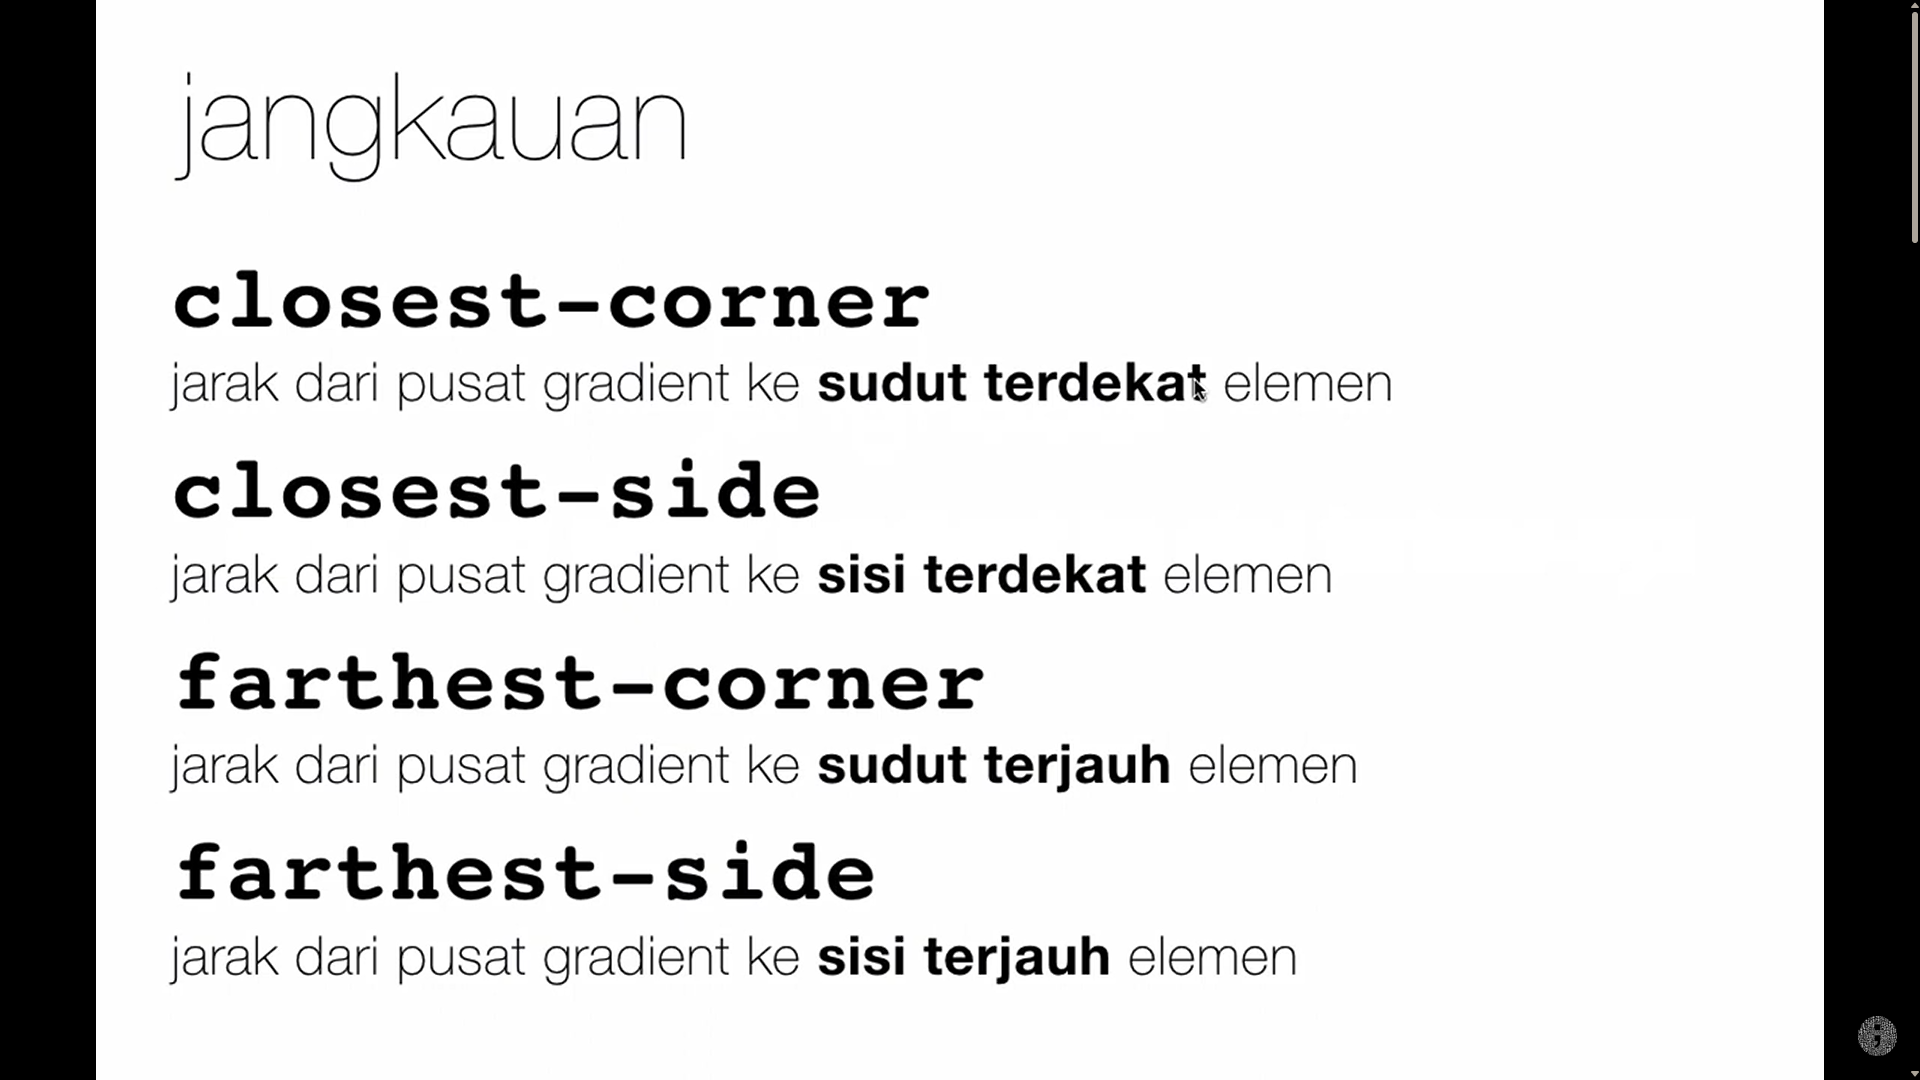 jangkauan
closest-corner
jarak dari pusat gradient ke sudut terdekat elemen
closest-side
jarak dari pusat gradient ke sisi terdekat elemen
farthest-corner
jarak dari pusat gradient ke sudut terjauh elemen
farthest-side
jarak dari pusat gradient ke sisi terjauh elemen